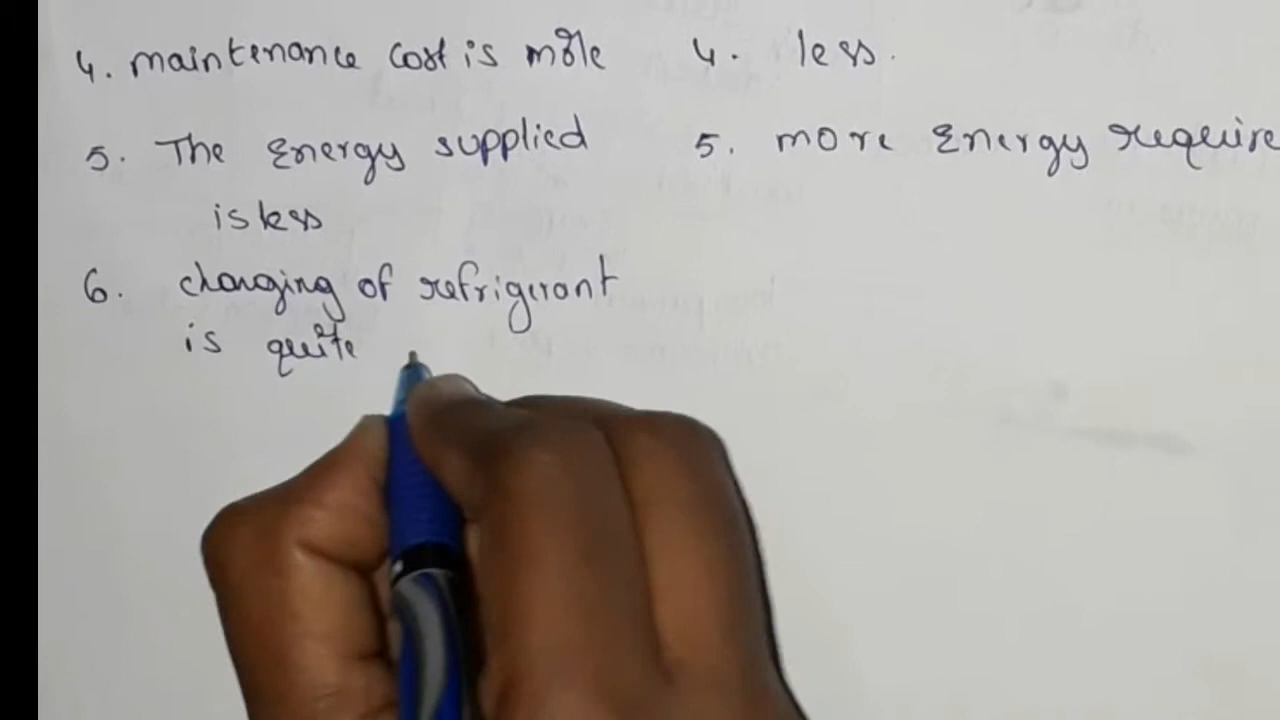 4. maintenance cost is more 4. less.
5. The Energy supplied 5. more Energy require
is less
6. charging of refrigerant
is quite